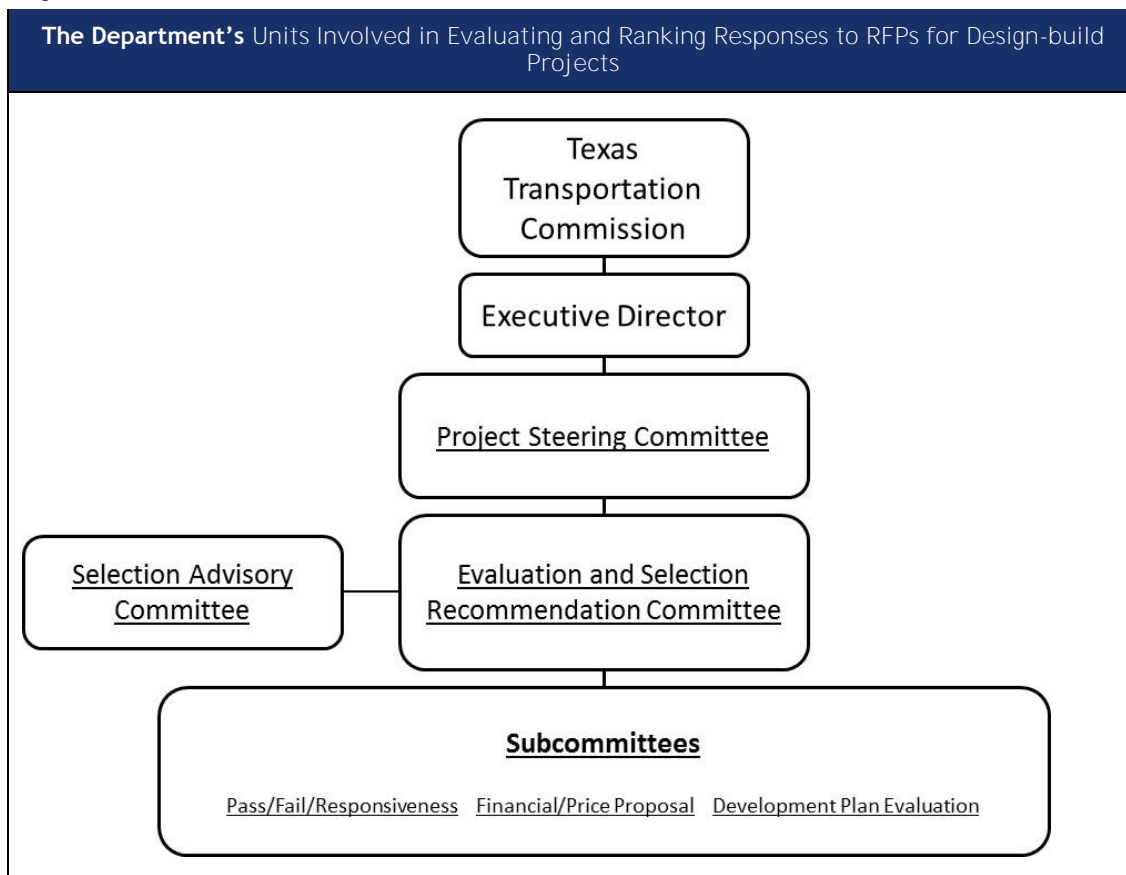 The Department's Units Involved in Evaluating and Ranking Responses to RFPs for Design-build
Projects
Texas
Transportation
Commission
Executive Director
Project Steering Committee
Selection Advisory
Committee
Evaluation and Selection
Recommendation Committee
Subcommittees
Pass/Fail/Responsiveness Financial/Price Proposal Development Plan Evaluation